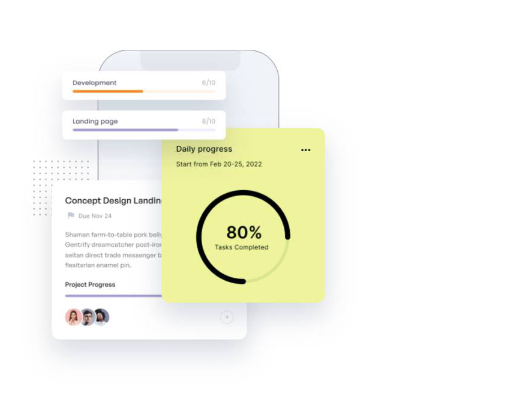 Development
6/10
Landing page
8/10
Daily progress
Start from Feb 20-25, 2022
80%
Tasks Completed
Concept Design Landin
Due Nov 24
Shaman farm-to-table pork belly
Gentrify dreamcatcher post-iron
seitan direct trade messenger b
flexitarian enamel pin.
Project Progress